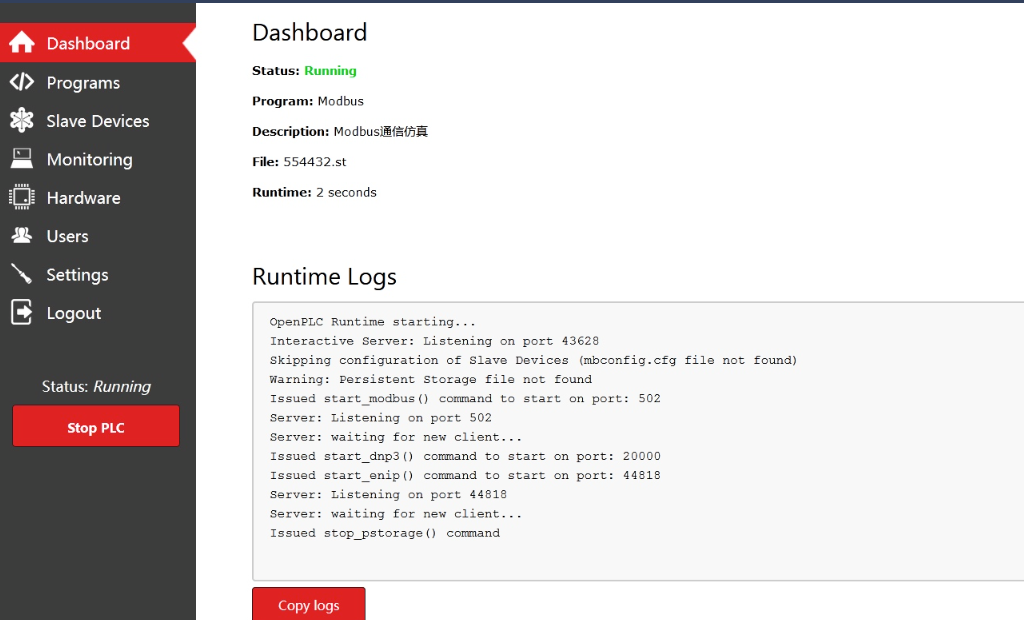 Dashboard
Programs
Slave Devices
Monitoring
Hardware
Users
Settings
Logout
Status: Running
Stop PLC
Dashboard
Status: Running
Program: Modbus
Description: Modbus通信仿真
File: 554432.st
Runtime: 2 seconds
Runtime Logs
OpenPLC Runtime starting...
Interactive Server: Listening on port 43628
Skipping configuration of Slave Devices (mbconfig.cfg file not found)
Warning: Persistent Storage file not found
Issued start_modbus() command to start on port: 502
Server: Listening on port 502
Server: waiting for new client...
Issued start_dnp3() command to start on port: 20000
Issued start_enip() command to start on port: 44818
Server: Listening on port 44818
Server: waiting for new client...
Issued stop_pstorage() command
Copy logs